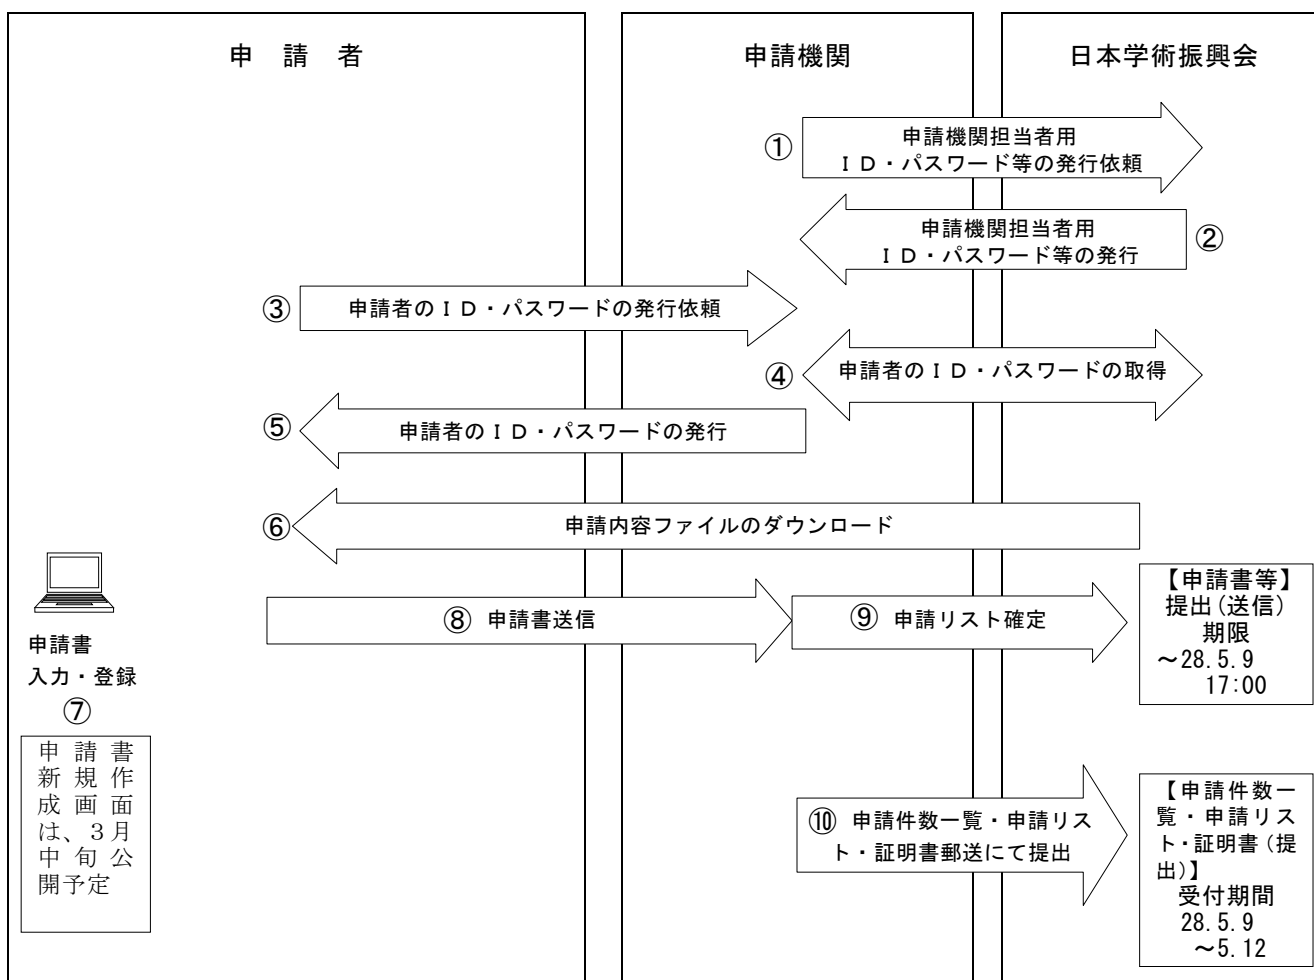 申 請 者
申請機関
日本学術振興会
①
申請機関担当者用
ＩＤ・パスワード等の発行依頼
申請機関担当者用
ＩＤ・パスワード等の発行
②
③
申請者のＩＤ・パスワードの発行依頼
④
申請者のＩＤ・パスワードの取得
⑤
申請者のＩＤ・パスワードの発行
⑥
申請内容ファイルのダウンロード
申請書
入力・登録
⑦
申請書
新規作
成画面
は、３月
中旬公
開予定
⑧ 申請書送信
⑨ 申請リスト確定
【申請書等】
提出(送信)
期限
～28.5.9
17:00
⑩ 申請件数一覧・申請リス
ト・証明書郵送にて提出
【申請件数一
覧・申請リス
ト・証明書(提
出)】
受付期間
28.5.9
～5.12